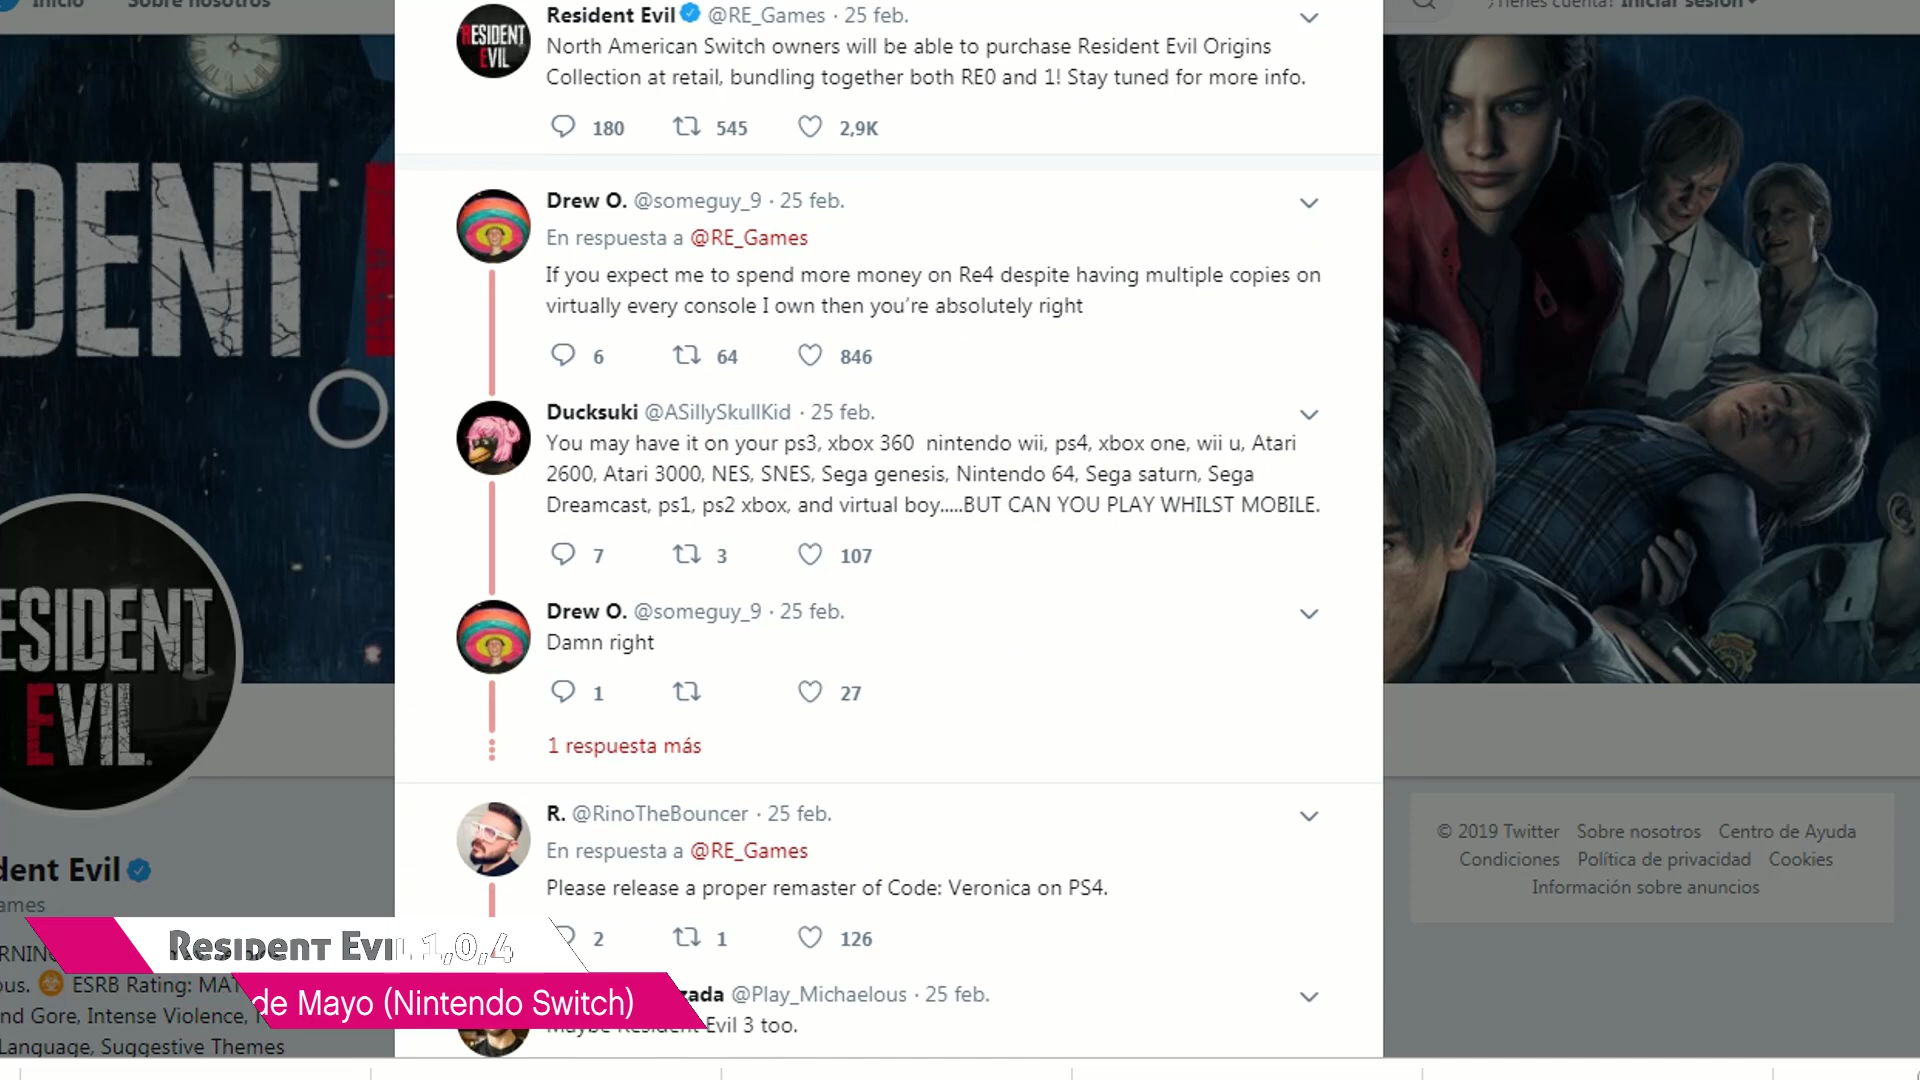 Inicio
Sobre nosotros
Iniciar sesión
Resident Evil @RE_Games · 25 feb.
North American Switch owners will be able to purchase Resident Evil Origins
Collection at retail, bundling together both RE0 and 1! Stay tuned for more info.
180 545 2,9K
Drew O. @someguy_9 · 25 feb.
En respuesta a @RE_Games
If you expect me to spend more money on Re4 despite having multiple copies on
virtually every console I own then you’re absolutely right
6 64 846
Ducksuki @ASillySkullKid · 25 feb.
You may have it on your ps3, xbox 360 nintendo wii, ps4, xbox one, wii u, Atari
2600, Atari 3000, NES, SNES, Sega genesis, Nintendo 64, Sega saturn, Sega
Dreamcast, ps1, ps2 xbox, and virtual boy.....BUT CAN YOU PLAY WHILST MOBILE.
7 3 107
Drew O. @someguy_9 · 25 feb.
Damn right
1 27
1 respuesta más
R. @RinoTheBouncer · 25 feb.
En respuesta a @RE_Games
Please release a proper remaster of Code: Veronica on PS4.
2 1 126
zada @Play_Michaelous · 25 feb.
Maybe Resident Evil 3 too.
RESIDENT
EVIL
DENT
ESIDENT
EVIL
dent Evil
ames
ous. ESRB Rating: MAT
nd Gore, Intense Violence,
Language, Suggestive Themes
Resident Evil 1,0,4
de Mayo (Nintendo Switch)
© 2019 Twitter Sobre nosotros Centro de Ayuda
Condiciones Política de privacidad Cookies
Información sobre anuncios